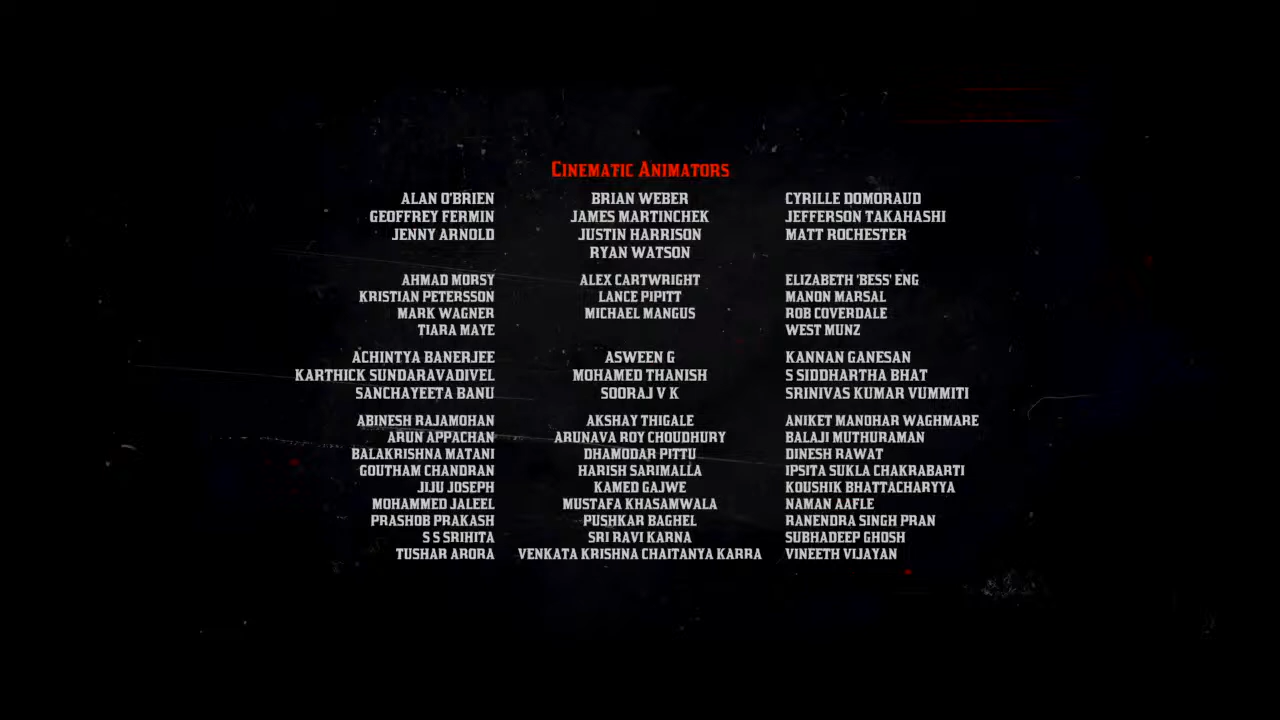 Cinematic Animators
ALAN O'BRIEN BRIAN WEBER CYRILLE DOMORAUD
GEOFFREY FERMIN JAMES MARTINCHEK JEFFERSON TAKAHASHI
JENNY ARNOLD JUSTIN HARRISON MATT ROCHESTER
RYAN WATSON
AHMAD MORSY ALEX CARTWRIGHT ELIZABETH 'BESS' ENG
KRISTIAN PETERSSON LANCE PIPITT MANON MARSAL
MARK WAGNER MICHAEL MANGUS ROB COVERDALE
TIARA MAYE WEST MUNZ
ACHINTYA BANERJEE ASWEEN G KANNAN GANESAN
KARTHICK SUNDARAVADIVEL MOHAMED THANISH S SIDDHARTHA BHAT
SANCHAYEETA BANU SOORAJ V K SRINIVAS KUMAR VUMMITI
ABINESH RAJAMOHAN AKSHAY THIGALE ANIKET MANOHAR WAGHMARE
ARUN APPACHAN ARUNAVA ROY CHOUDHURY BALAJI MUTHURAMAN
BALAKRISHNA MATANI DHAMODAR PITTU DINESH RAWAT
GOUTHAM CHANDRAN HARISH SARIMALLA IPSITA SUKLA CHAKRABARTI
JIJU JOSEPH KAMED GAJWE KOUSHIK BHATTACHARYYA
MOHAMMED JALEEL MUSTAFA KHASAMWALA NAMAN AAFLE
PRASHOB PRAKASH PUSHKAR BAGHEL RANENDRA SINGH PRAN
S S SRIHITA SRI RAVI KARNA SUBHADEEP GHOSH
TUSHAR ARORA VENKATA KRISHNA CHAITANYA KARRA VINEETH VIJAYAN